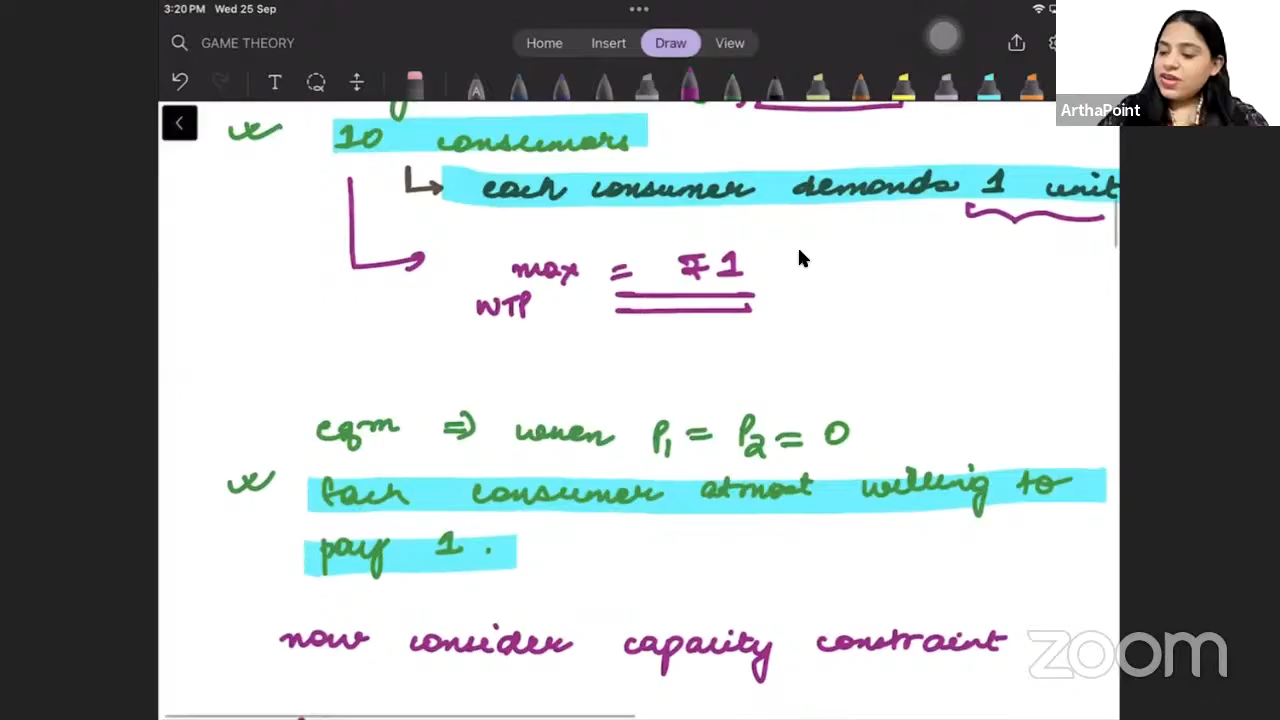 3:20 PM Wed 25 Sep
GAME THEORY
Home Insert Draw View
ArthaPoint
10 consumers
↳ each consumer demands 1 unit
max = ₹1
WTP
eqm ⇒ when P1 = P2 = 0
Each consumer atmost willing to
pay 1.
now consider capacity constraint
zoom